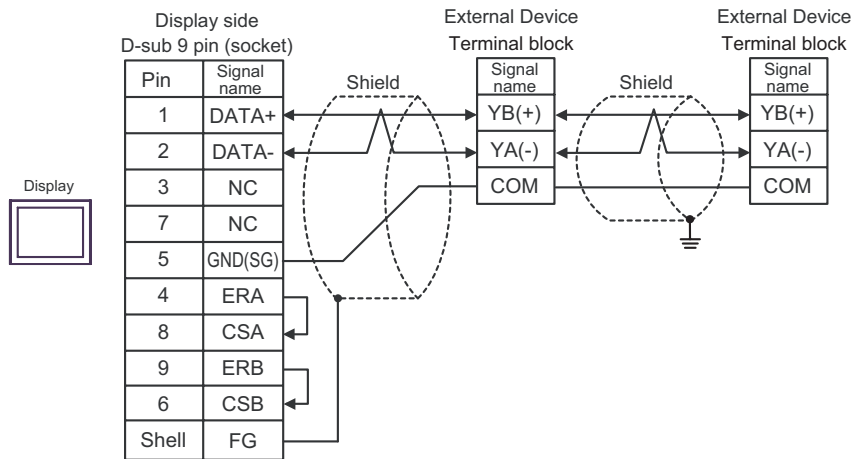 Display side
D-sub 9 pin (socket)
External Device
Terminal block
External Device
Terminal block
Pin
Signal name
Shield
Signal name
Shield
Signal name
1 DATA+
YB(+)
YB(+)
2 DATA-
YA(-)
YA(-)
3 NC
COM
COM
Display
7 NC
5 GND(SG)
4 ERA
8 CSA
9 ERB
6 CSB
Shell FG